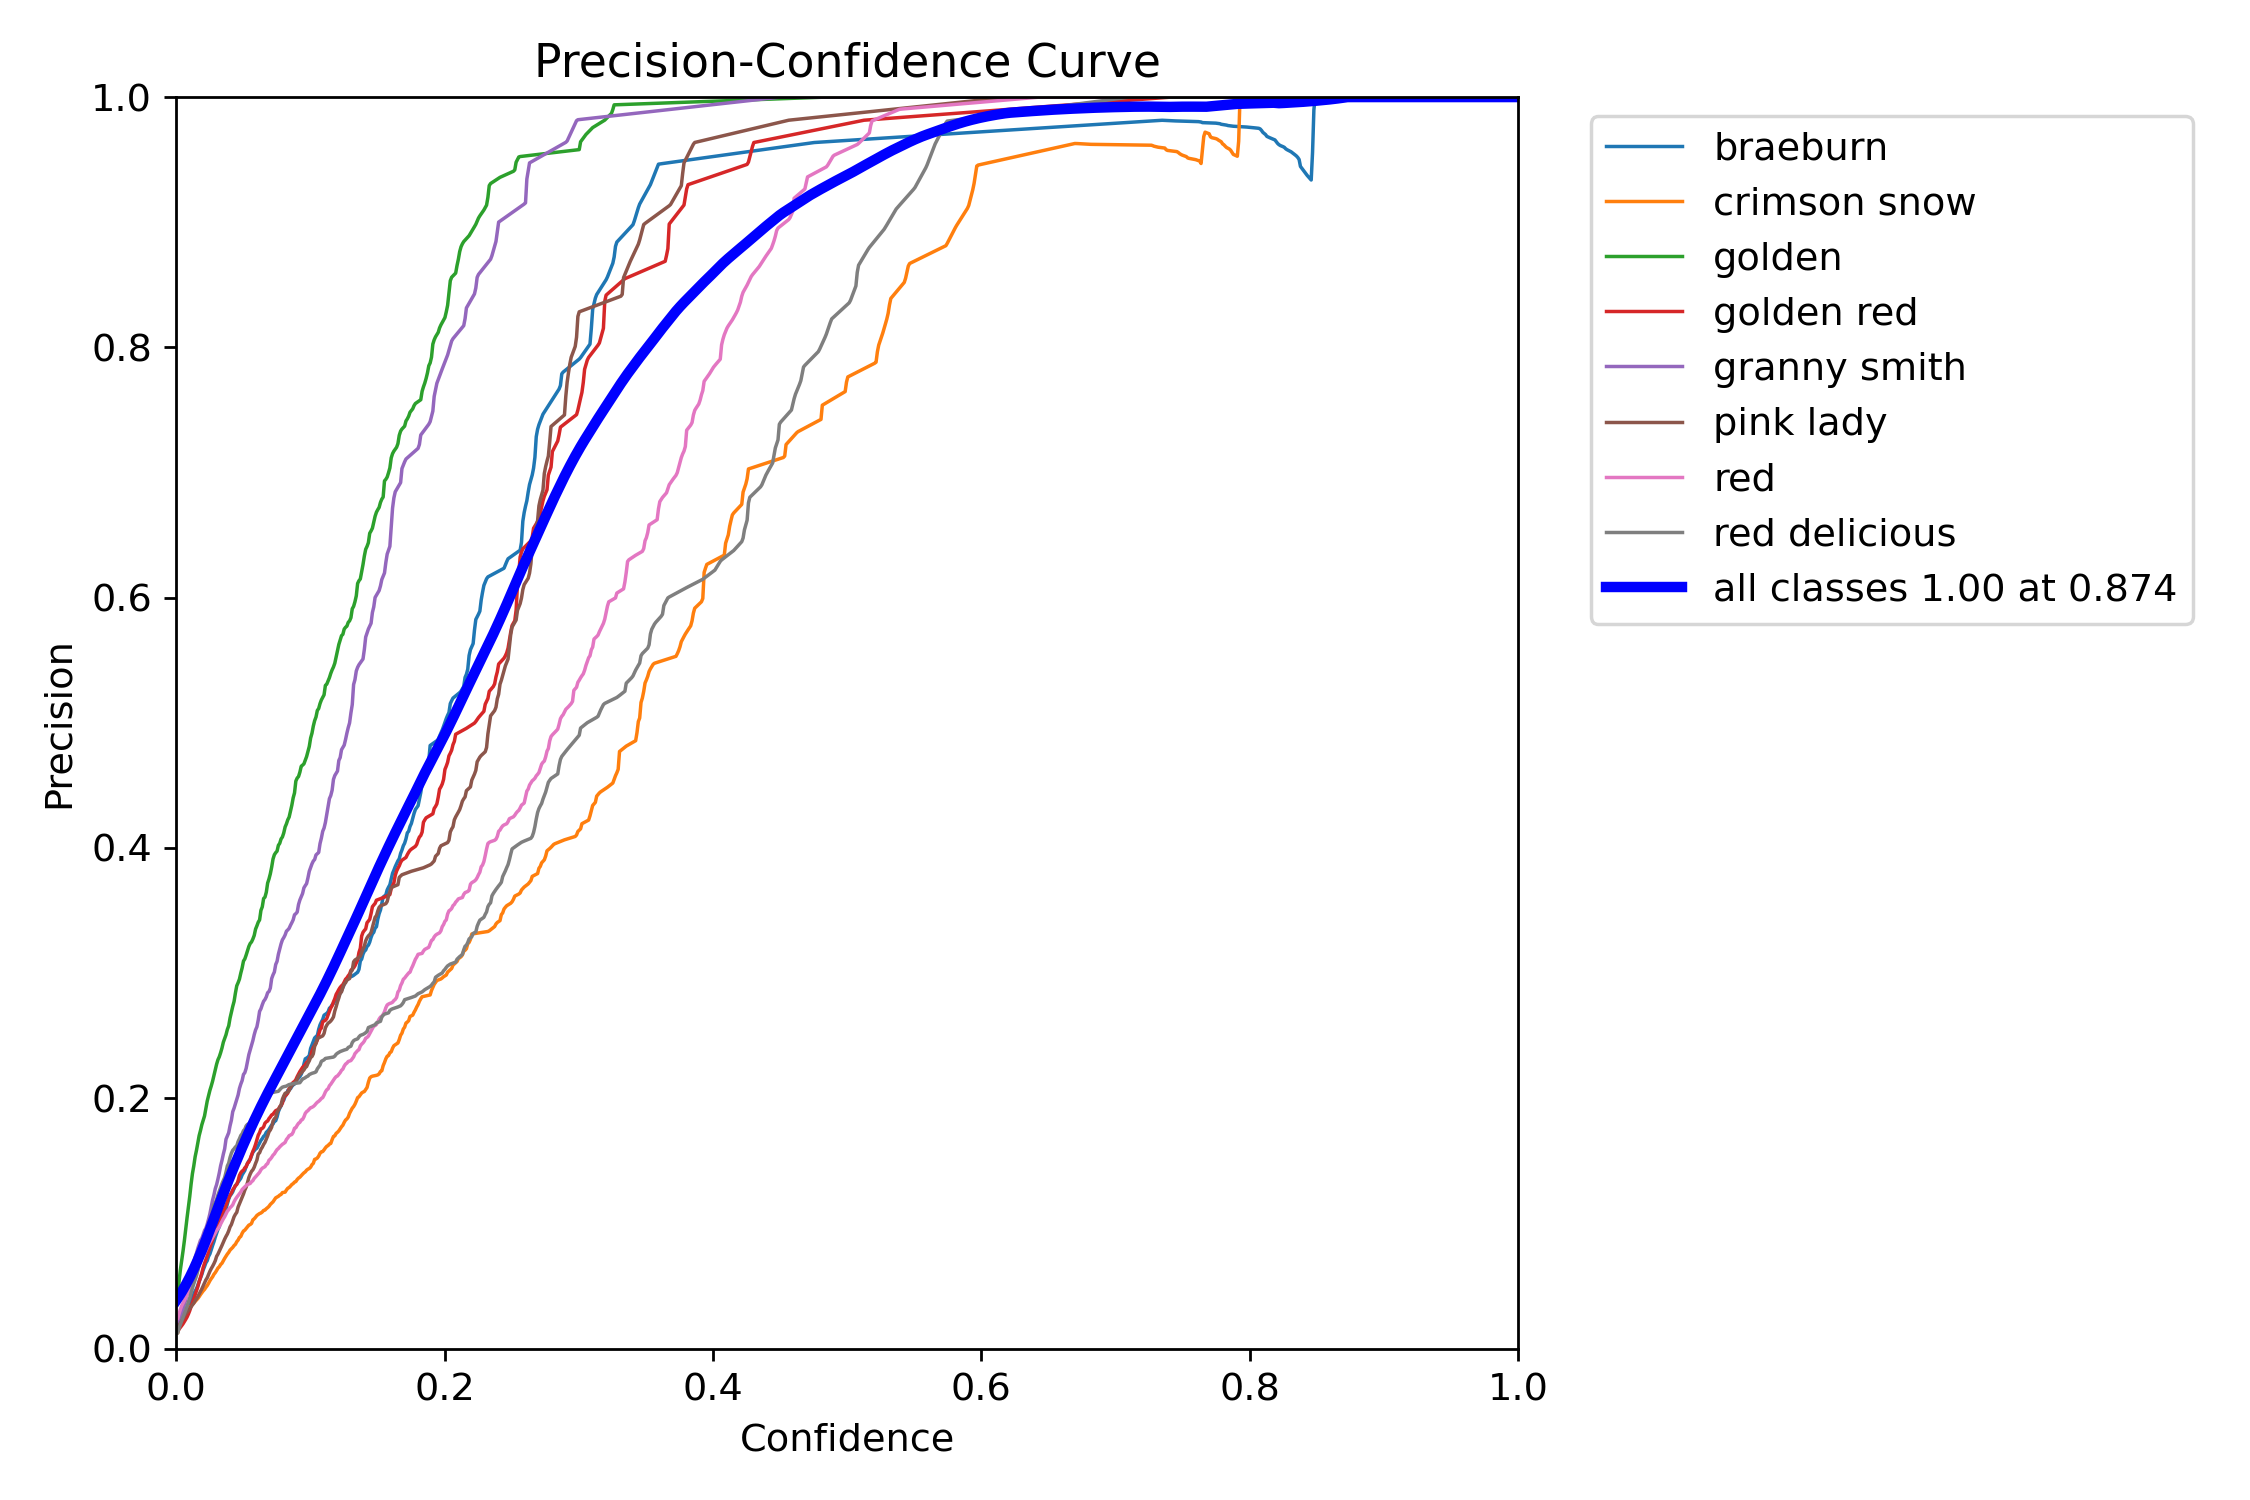 Precision-Confidence Curve
1.0
0.8
0.6
0.4
0.2
0.0
Precision
0.0 0.2 0.4 0.6 0.8 1.0
Confidence
braeburn
crimson snow
golden
golden red
granny smith
pink lady
red
red delicious
all classes 1.00 at 0.874